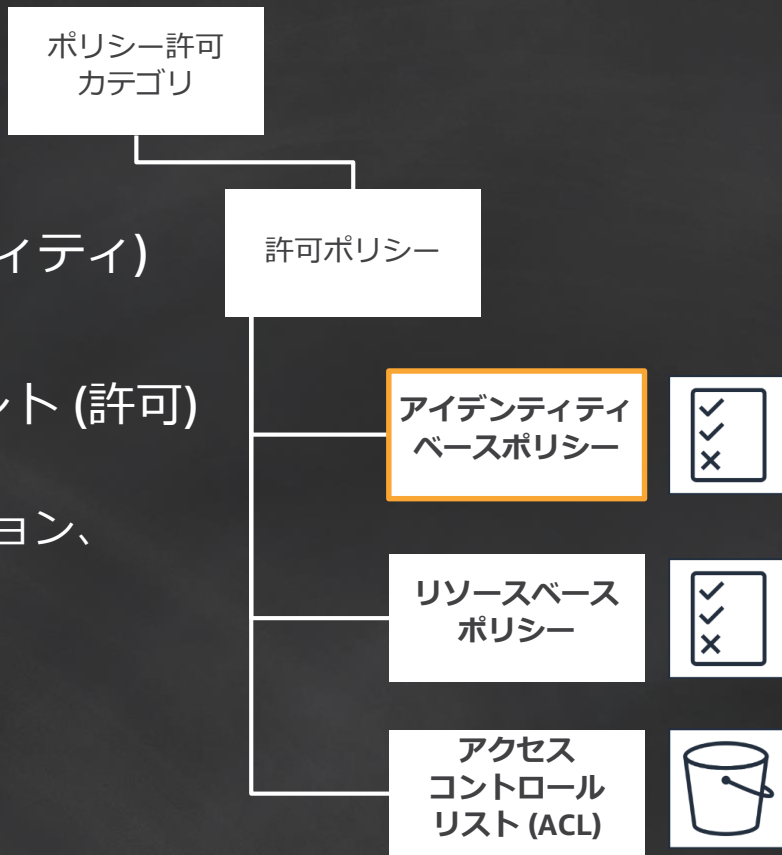 ポリシー許可
カテゴリ
ィティ)
許可ポリシー
ント (許可)
アイデンティティ
ベースポリシー
ョン、
リソースベース
ポリシー
アクセス
コントロール
リスト (ACL)